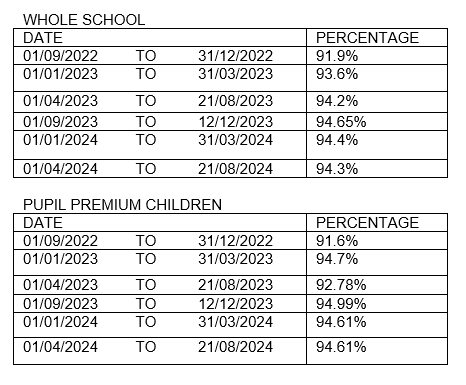 WHOLE SCHOOL
DATE PERCENTAGE
01/09/2022 TO 31/12/2022 91.9%
01/01/2023 TO 31/03/2023 93.6%
01/04/2023 TO 21/08/2023 94.2%
01/09/2023 TO 12/12/2023 94.65%
01/01/2024 TO 31/03/2024 94.4%
01/04/2024 TO 21/08/2024 94.3%
PUPIL PREMIUM CHILDREN
DATE PERCENTAGE
01/09/2022 TO 31/12/2022 91.6%
01/01/2023 TO 31/03/2023 94.7%
01/04/2023 TO 21/08/2023 92.78%
01/09/2023 TO 12/12/2023 94.99%
01/01/2024 TO 31/03/2024 94.61%
01/04/2024 TO 21/08/2024 94.61%